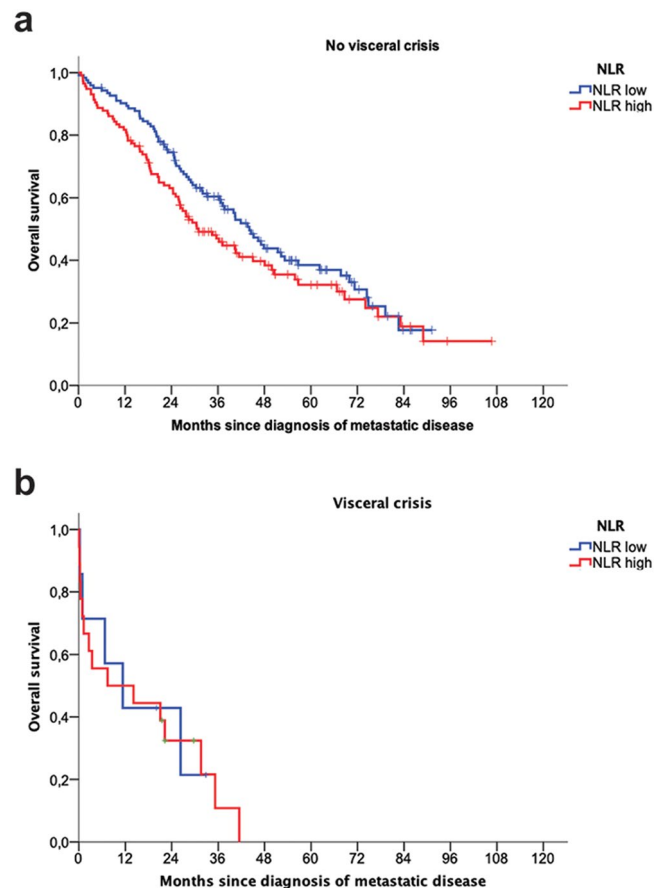 a
No visceral crisis
NLR
NLR low
NLR high
Overall survival
1,0
0,8
0,6
0,4
0,2
0,0
0 12 24 36 48 60 72 84 96 108 120
Months since diagnosis of metastatic disease
b
Visceral crisis
NLR
NLR low
NLR high
Overall survival
1,0
0,8
0,6
0,4
0,2
0,0
0 12 24 36 48 60 72 84 96 108 120
Months since diagnosis of metastatic disease